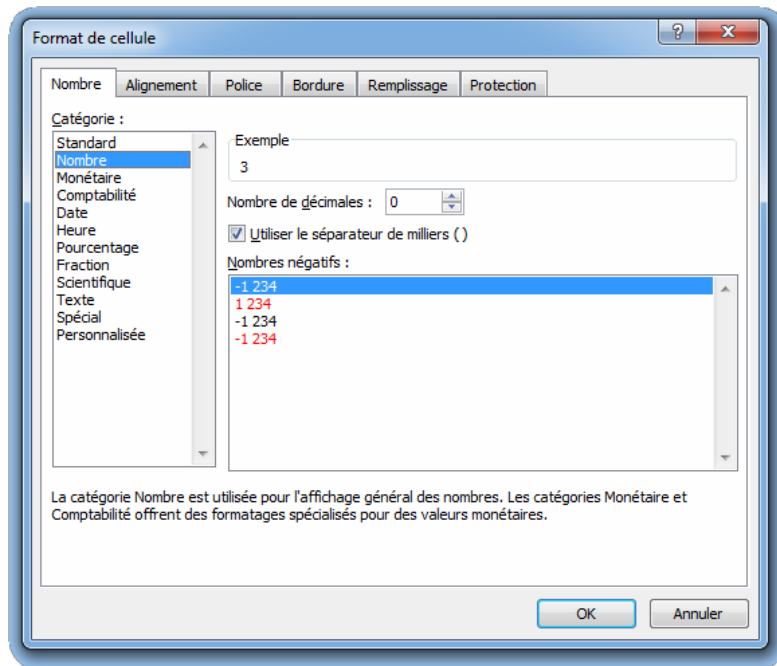 Format de cellule
Nombre Alignement Police Bordure Remplissage Protection
Catégorie :
Standard
Nombre
Monétaire
Comptabilité
Date
Heure
Pourcentage
Fraction
Scientifique
Texte
Spécial
Personnalisée
Exemple
3
Nombre de décimales : 0
Utiliser le séparateur de milliers ( )
Nombres négatifs :
-1 234
1 234
-1 234
-1 234
La catégorie Nombre est utilisée pour l'affichage général des nombres. Les catégories Monétaire et
Comptabilité offrent des formatages spécialisés pour des valeurs monétaires.
OK Annuler